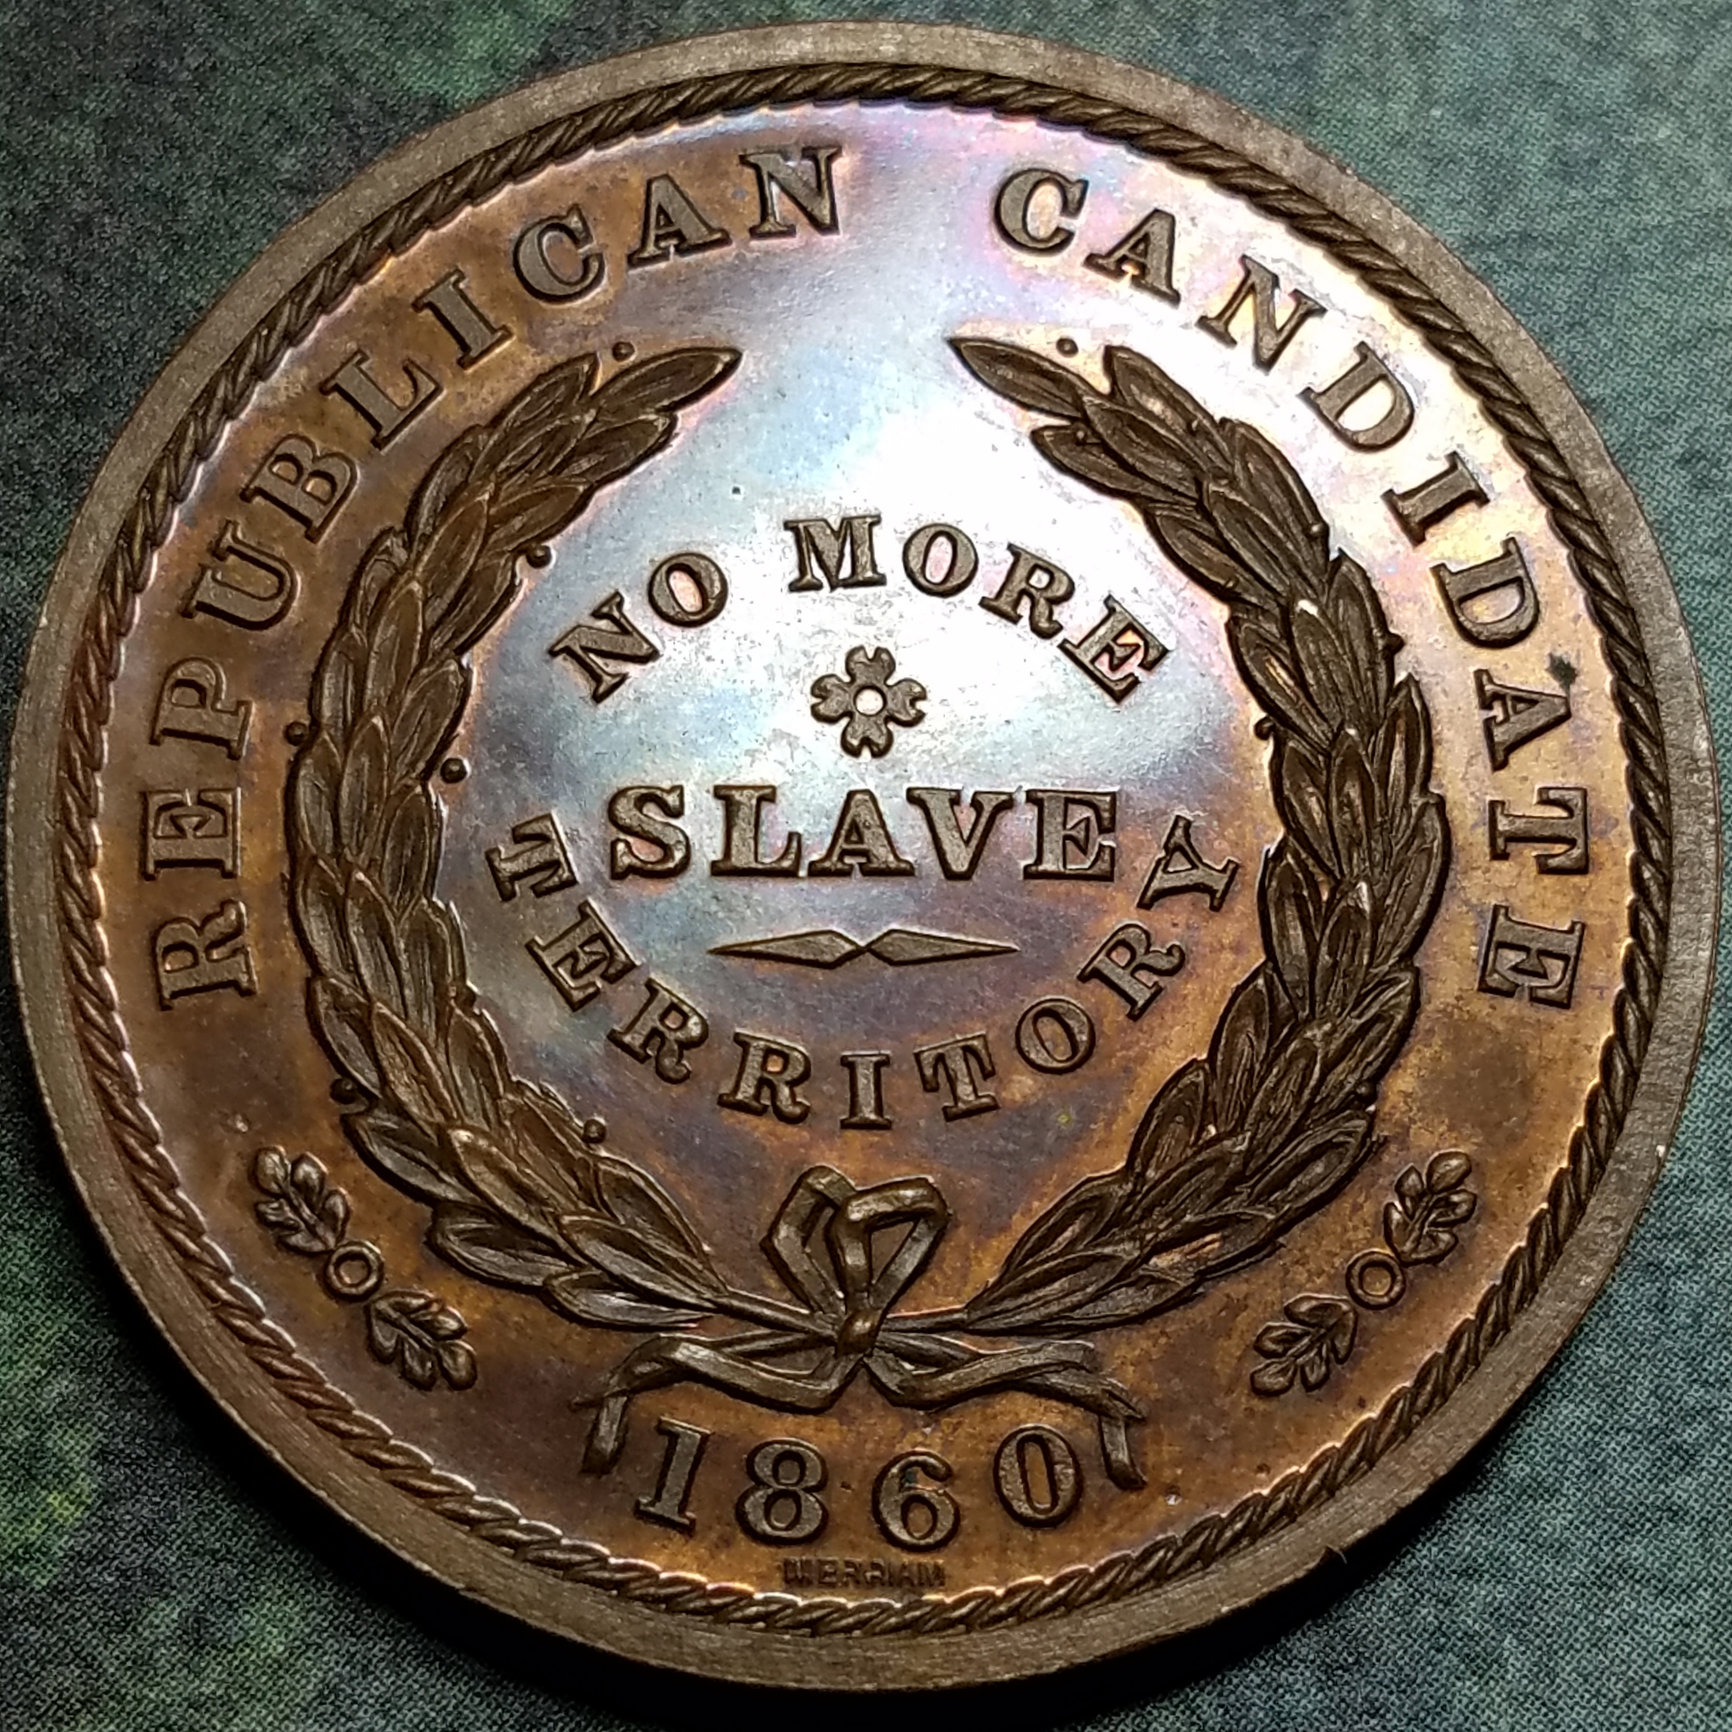 REPUBLICAN CANDIDATE
NO MORE
SLAVE
TERRITORY
1860
MERRIAM